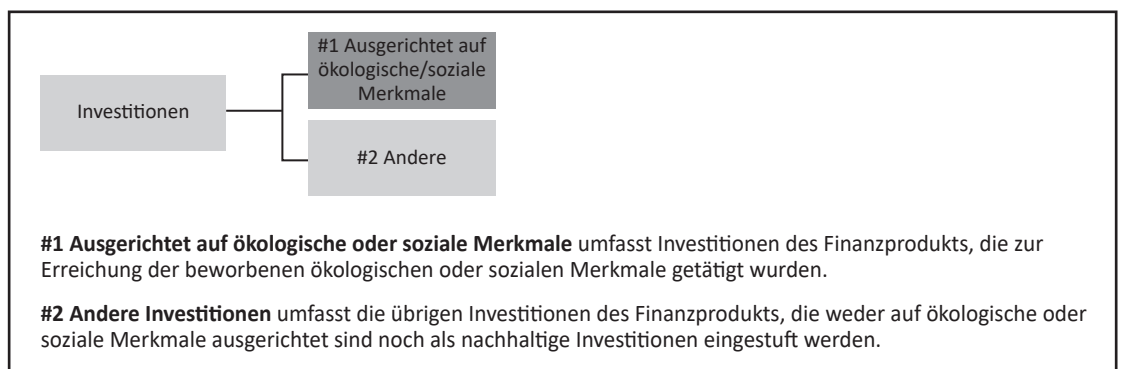 #1 Ausgerichtet auf
ökologische/soziale
Merkmale
Investitionen
#2 Andere
#1 Ausgerichtet auf ökologische oder soziale Merkmale umfasst Investitionen des Finanzprodukts, die zur
Erreichung der beworbenen ökologischen oder sozialen Merkmale getätigt wurden.
#2 Andere Investitionen umfasst die übrigen Investitionen des Finanzprodukts, die weder auf ökologische oder
soziale Merkmale ausgerichtet sind noch als nachhaltige Investitionen eingestuft werden.